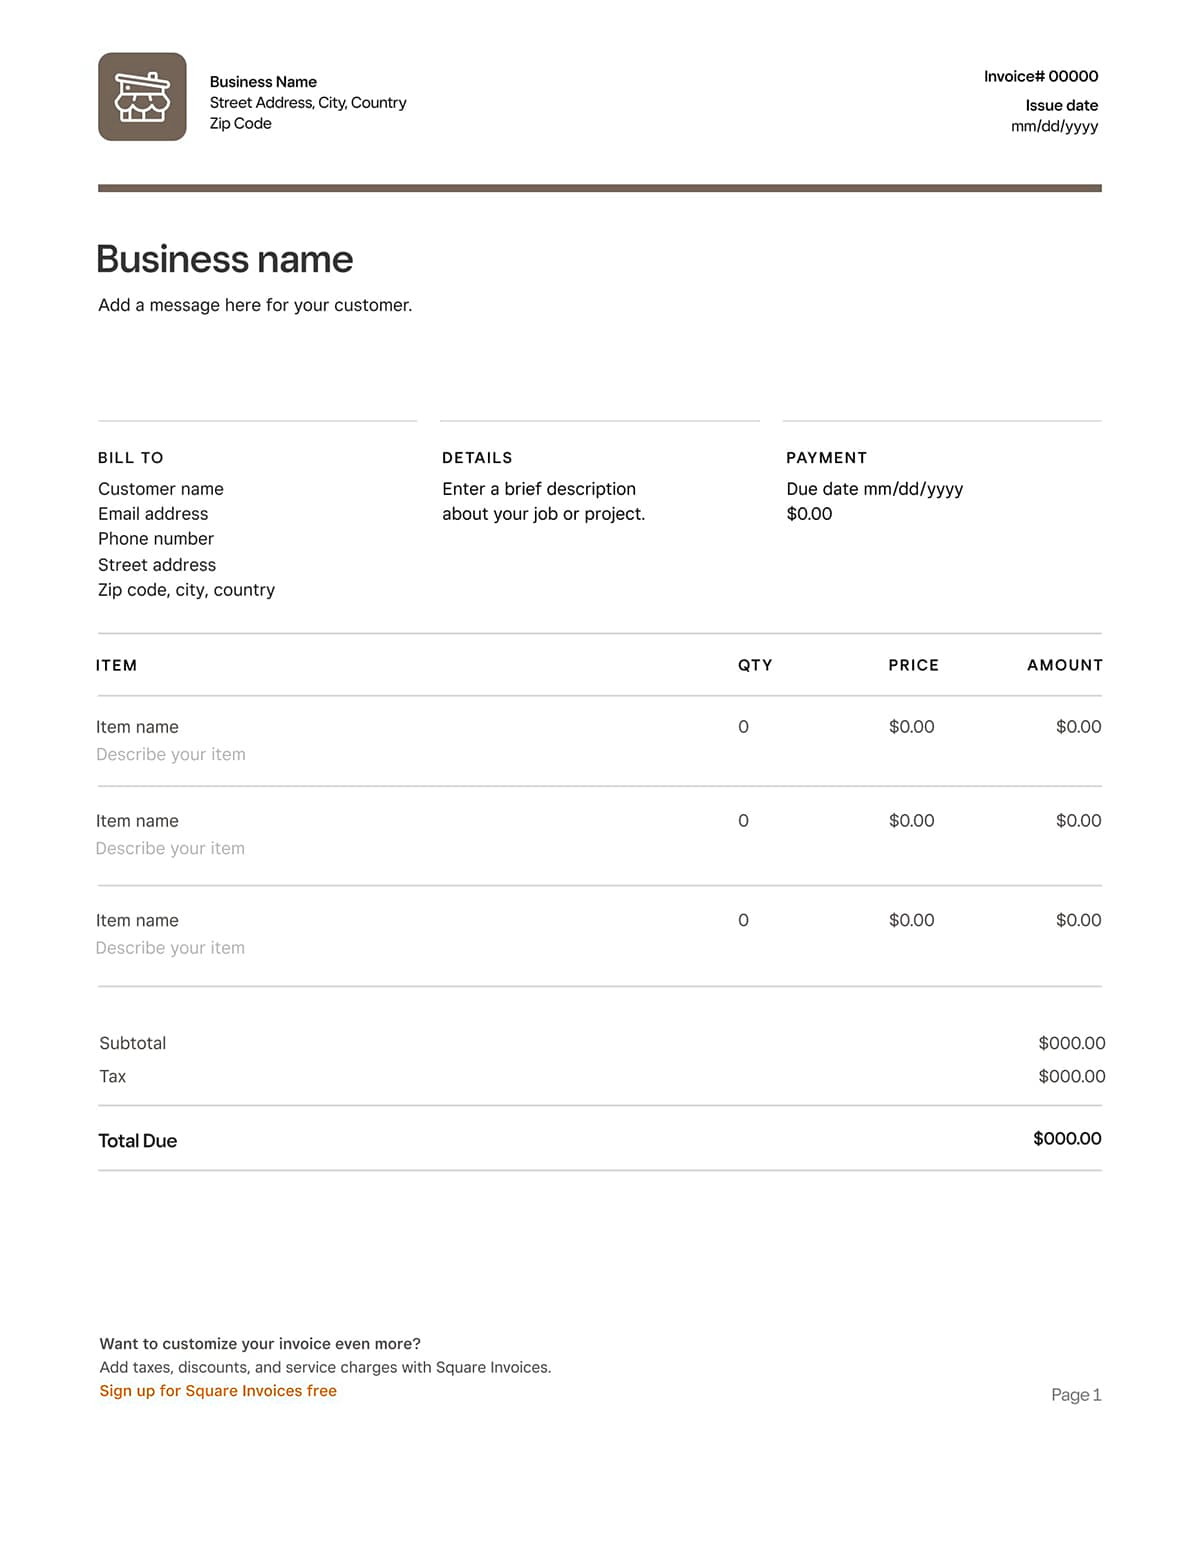 Business Name
Street Address, City, Country
Zip Code
Invoice# 00000
Issue date
mm/dd/yyyy
Business name
Add a message here for your customer.
BILL TO
Customer name
Email address
Phone number
Street address
Zip code, city, country
DETAILS
Enter a brief description
about your job or project.
PAYMENT
Due date mm/dd/yyyy
$0.00
ITEM QTY PRICE AMOUNT
Item name 0 $0.00 $0.00
Describe your item
Item name 0 $0.00 $0.00
Describe your item
Item name 0 $0.00 $0.00
Describe your item
Subtotal $000.00
Tax $000.00
Total Due $000.00
Want to customize your invoice even more?
Add taxes, discounts, and service charges with Square Invoices.
Sign up for Square Invoices free
Page 1